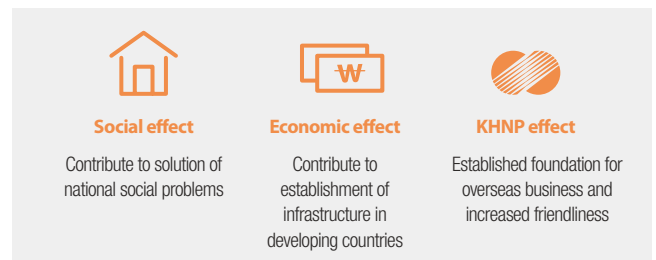 ₩
Social effect
Contribute to solution of
national social problems
Economic effect
Contribute to
establishment of
infrastructure in
developing countries
KHNP effect
Established foundation for
overseas business and
increased friendliness